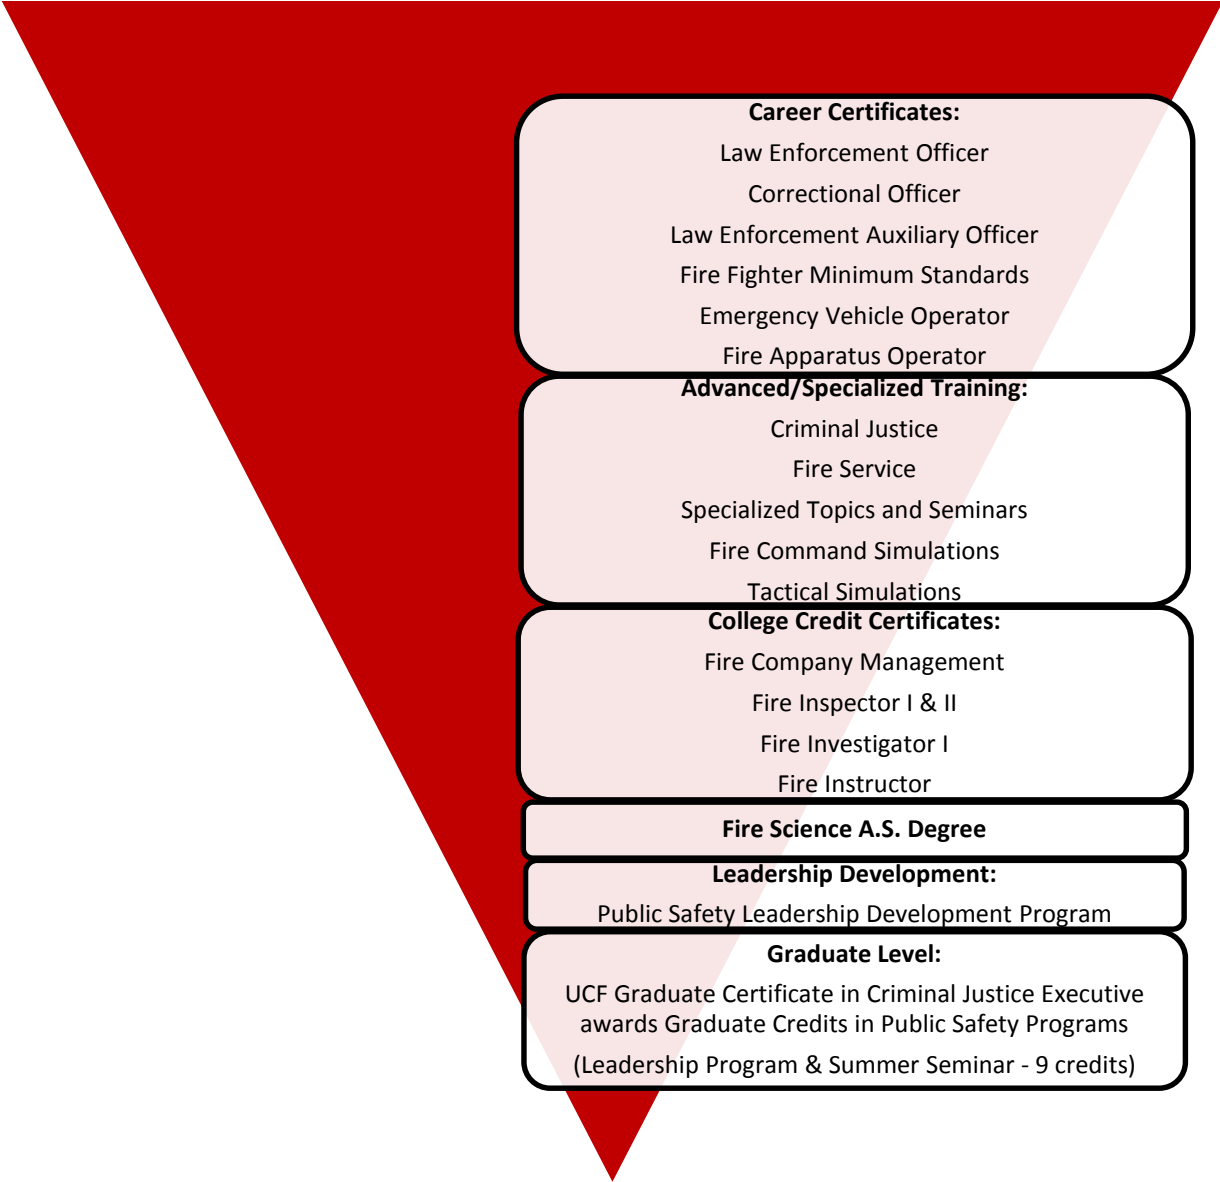 Career Certificates:
Law Enforcement Officer
Correctional Officer
Law Enforcement Auxiliary Officer
Fire Fighter Minimum Standards
Emergency Vehicle Operator
Fire Apparatus Operator
Advanced/Specialized Training:
Criminal Justice
Fire Service
Specialized Topics and Seminars
Fire Command Simulations
Tactical Simulations
College Credit Certificates:
Fire Company Management
Fire Inspector I & II
Fire Investigator I
Fire Instructor
Fire Science A.S. Degree
Leadership Development:
Public Safety Leadership Development Program
Graduate Level:
UCF Graduate Certificate in Criminal Justice Executive
awards Graduate Credits in Public Safety Programs
(Leadership Program & Summer Seminar - 9 credits)